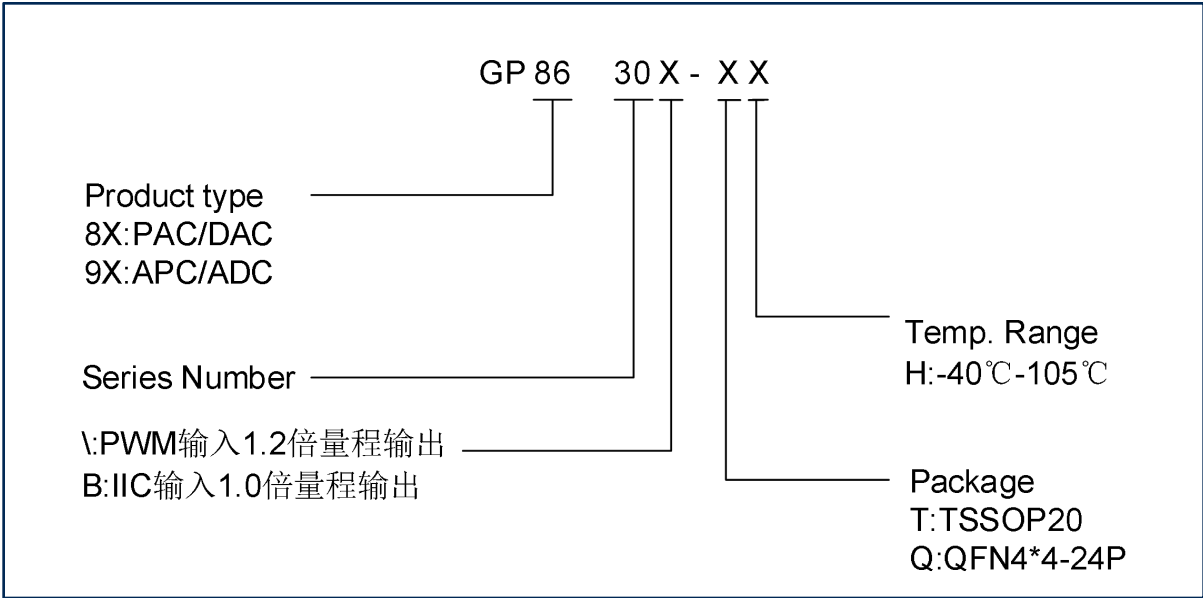 GP 86 30 X - X X
Product type
8X:PAC/DAC
9X:APC/ADC
Series Number
\:PWM输入1.2倍量程输出
B:IIC输入1.0倍量程输出
Temp. Range
H:-40℃-105℃
Package
T:TSSOP20
Q:QFN4*4-24P